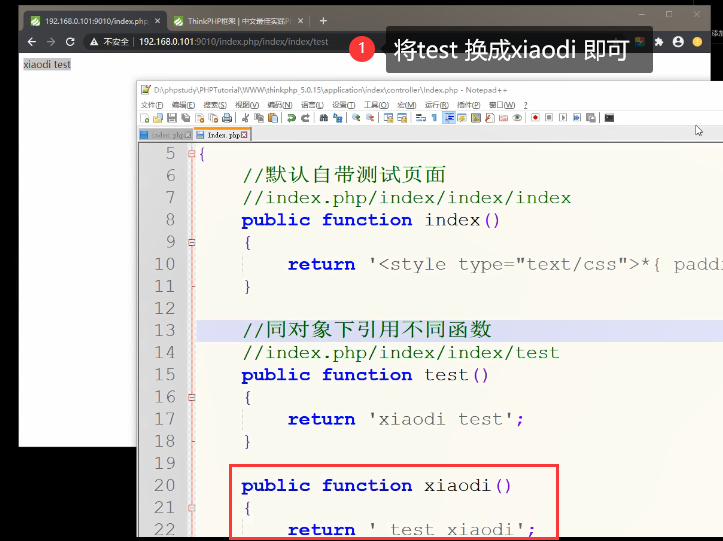 192.168.0.101:9010/index.php
ThinkPHP框架 | 中文最佳实践P
不安全 | 192.168.0.101:9010/index.php/index/index/test
1 将test 换成xiaodi 即可
xiaodi test
D:\phpstudy\PHPTutorial\WWW\thinkphp_5.0.15\application\index\controller\Index.php - Notepad++
文件(F) 编辑(E) 搜索(S) 视图(V) 编码(N) 语言(L) 设置(T) 工具(O) 宏(M) 运行(R) 插件(P) 窗口(W) ?
index.php Index.php
5 {
6 //默认自带测试页面
7 //index.php/index/index/index
8 public function index()
9 {
10 return '<style type="text/css">*{ paddi
11 }
12
13 //同对象下引用不同函数
14 //index.php/index/index/test
15 public function test()
16 {
17 return 'xiaodi test';
18 }
19
20 public function xiaodi()
21 {
22 return ' test xiaodi';